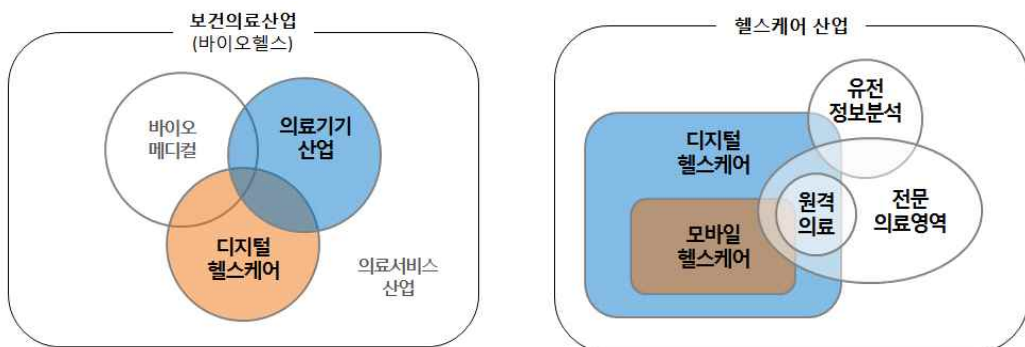 보건의료산업
(바이오헬스)
바이오
메디컬
의료기기
산업
디지털
헬스케어
의료서비스
산업
헬스케어 산업
유전
정보분석
디지털
헬스케어
원격
의료
전문
의료영역
모바일
헬스케어